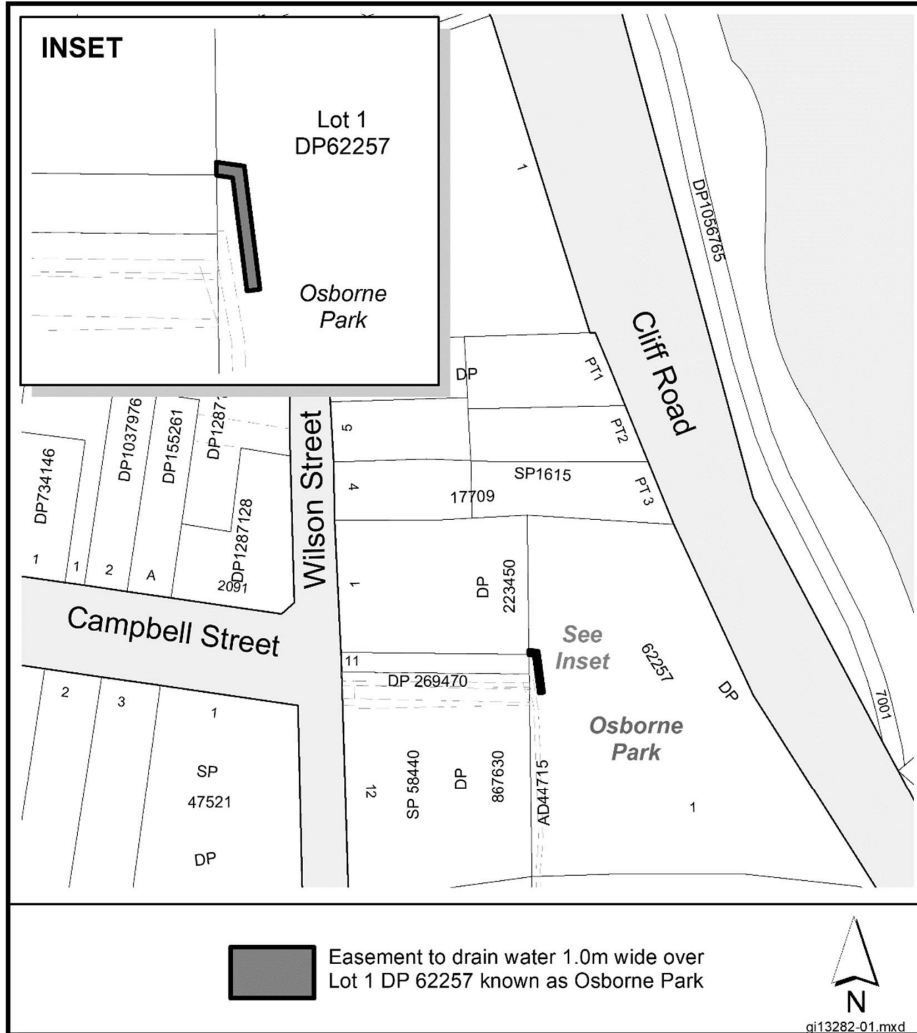 INSET
Lot 1
DP62257
Osborne
Park
1
DP1056765
Cliff Road
DP
PT1
PT2
PT 3
5
4
SP1615
17709
DP734146
DP1037976
DP155261
DP1287128
1
1
2
A
2091
Wilson Street
Campbell Street
1
DP
223450
See
Inset
62257
DP
7001
11
DP 269470
Osborne
Park
2
3
1
SP
47521
DP
12
SP 58440
DP
867630
AD44715
1
Easement to drain water 1.0m wide over
Lot 1 DP 62257 known as Osborne Park
N
gi13282-01.mxd